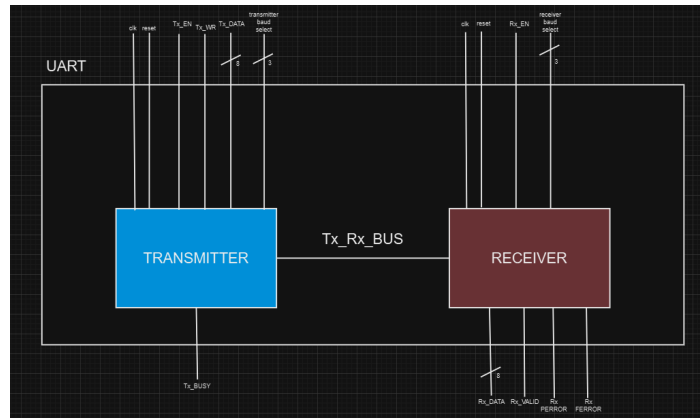 transmitter
baud
select
clk
reset
Tx_EN
Tx_WR
Tx_DATA
8
3
receiver
baud
select
clk
reset
Rx_EN
3
UART
TRANSMITTER
Tx_Rx_BUS
RECEIVER
Tx_BUSY
8
Rx_DATA
Rx_VALID
Rx
PERROR
Rx
FERROR